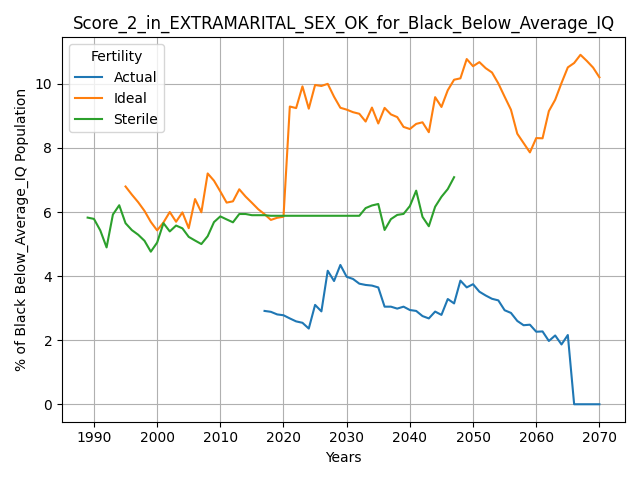 Score_2_in_EXTRAMARITAL_SEX_OK_for_Black_Below_Average_IQ
Fertility
Actual
Ideal
Sterile
% of Black Below_Average_IQ Population
10
8
6
4
2
0
1990 2000 2010 2020 2030 2040 2050 2060 2070
Years